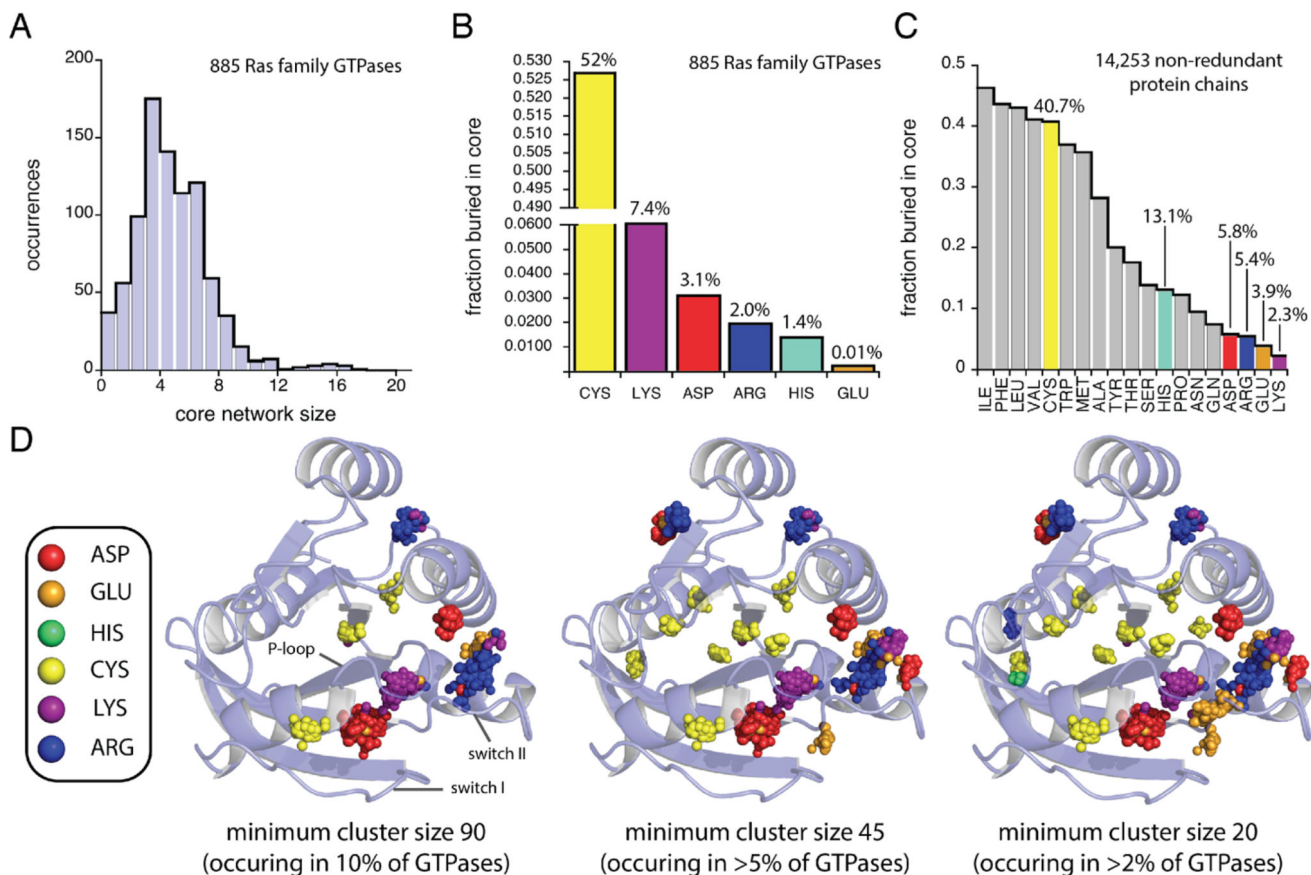 A
885 Ras family GTPases
200
150
100
50
0
occurrences
0 4 8 12 16 20
core network size
B
885 Ras family GTPases
0.530
0.525
0.520
0.515
0.510
0.505
0.500
0.495
0.490
0.0600
0.0500
0.0400
0.0300
0.0200
0.0100
fraction buried in core
52%
7.4%
3.1%
2.0%
1.4%
0.01%
CYS LYS ASP ARG HIS GLU
C
14,253 non-redundant
protein chains
0.5
0.4
0.3
0.2
0.1
0
fraction buried in core
40.7%
13.1%
5.8%
5.4%
3.9%
2.3%
ILE PHE LEU VAL CYS TRP MET ALA TYR THR SER HIS PRO ASN GLN ASP ARG GLU LYS
D
ASP
GLU
HIS
CYS
LYS
ARG
P-loop
switch II
switch I
minimum cluster size 90
(occuring in 10% of GTPases)
minimum cluster size 45
(occuring in >5% of GTPases)
minimum cluster size 20
(occuring in >2% of GTPases)